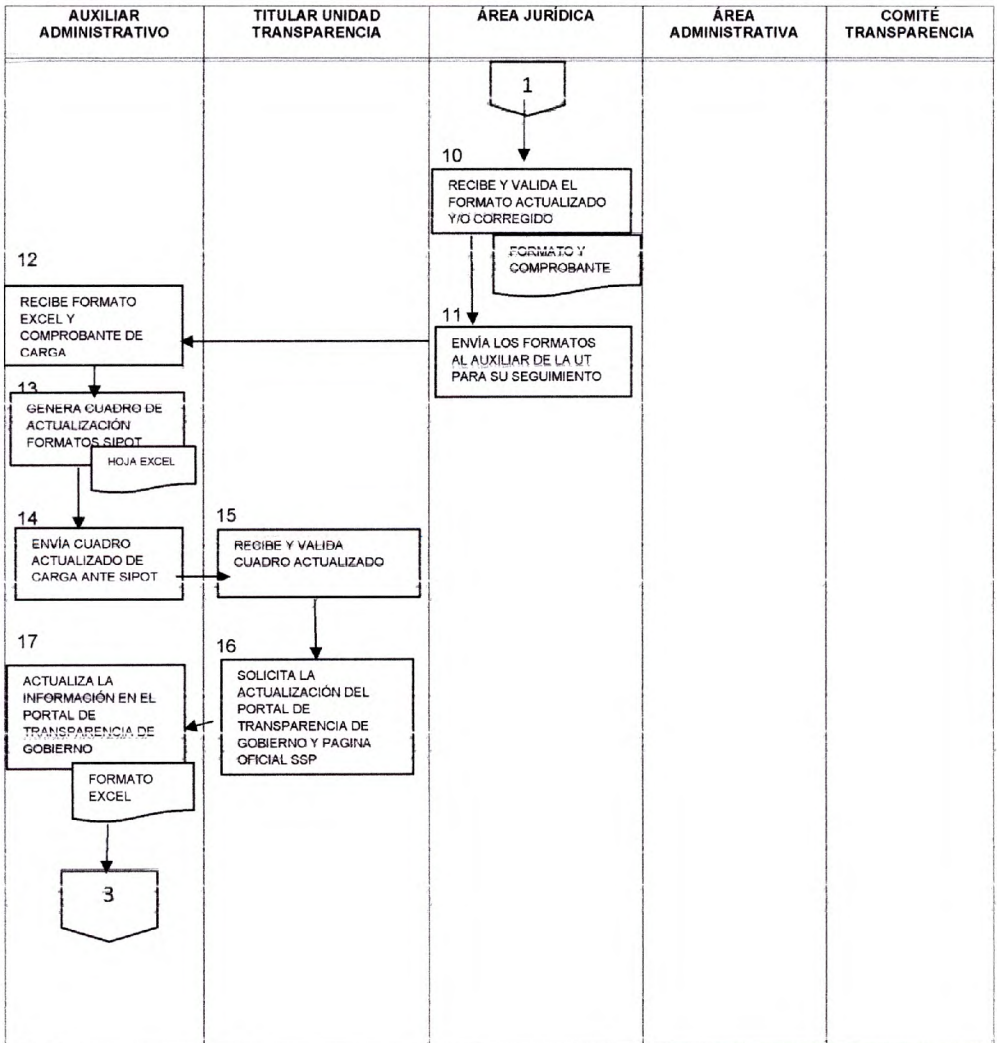 AUXILIAR
ADMINISTRATIVO
TITULAR UNIDAD
TRANSPARENCIA
ÁREA JURÍDICA
ÁREA
ADMINISTRATIVA
COMITÉ
TRANSPARENCIA
1
10
RECIBE Y VALIDA EL
FORMATO ACTUALIZADO
Y/O CORREGIDO
FORMATO Y
COMPROBANTE
11
ENVÍA LOS FORMATOS
AL AUXILIAR DE LA UT
PARA SU SEGUIMIENTO
12
RECIBE FORMATO
EXCEL Y
COMPROBANTE DE
CARGA
13
GENERA CUADRO DE
ACTUALIZACIÓN
FORMATOS SIPOT
HOJA EXCEL
14
ENVÍA CUADRO
ACTUALIZADO DE
CARGA ANTE SIPOT
15
RECIBE Y VALIDA
CUADRO ACTUALIZADO
16
SOLICITA LA
ACTUALIZACIÓN DEL
PORTAL DE
TRANSPARENCIA DE
GOBIERNO Y PAGINA
OFICIAL SSP
17
ACTUALIZA LA
INFORMACIÓN EN EL
PORTAL DE
TRANSPARENCIA DE
GOBIERNO
FORMATO
EXCEL
3